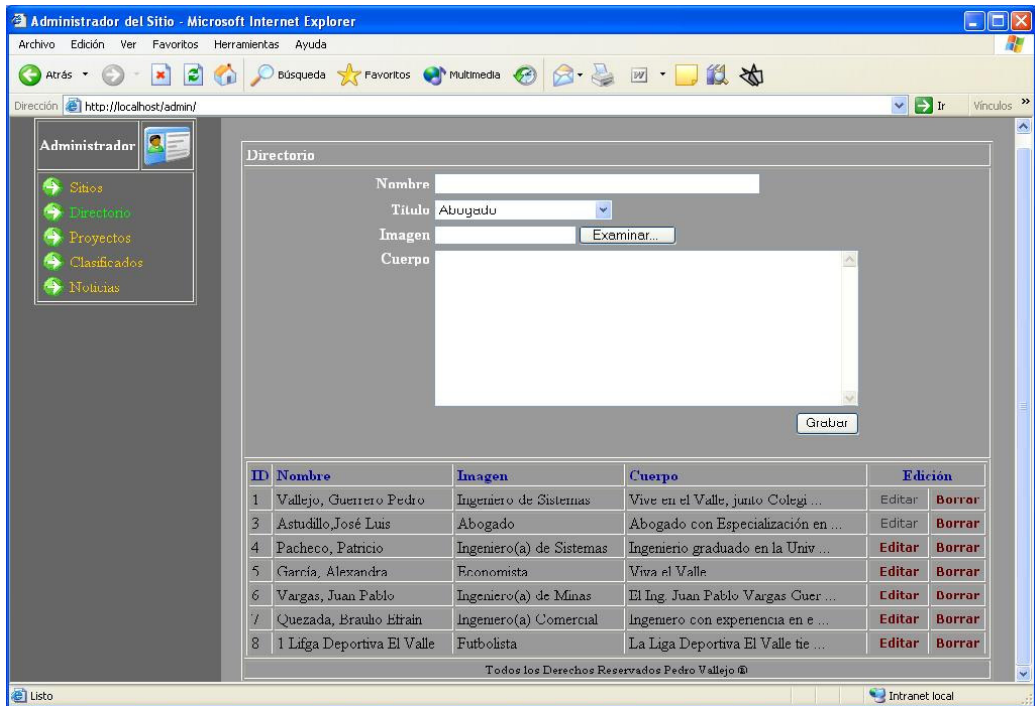 Administrador del Sitio - Microsoft Internet Explorer
Archivo Edición Ver Favoritos Herramientas Ayuda
Atrás Búsqueda Favoritos Multimedia
Dirección http://localhost/admin/ Ir Vínculos »
Administrador
Sitios
Directorio
Proyectos
Clasificados
Noticias
Directorio
Nombre
Título Abogado
Imagen Examinar...
Cuerpo
Grabar
ID Nombre Imagen Cuerpo Edición
1 Vallejo, Guerrero Pedro Ingeniero de Sistemas Vive en el Valle, junto Colegi ... Editar Borrar
3 Astudillo,José Luis Abogado Abogado con Especialización en ... Editar Borrar
4 Pacheco, Patricio Ingeniero(a) de Sistemas Ingenierio graduado en la Univ ... Editar Borrar
5 García, Alexandra Economista Viva el Valle Editar Borrar
6 Vargas, Juan Pablo Ingeniero(a) de Minas El Ing. Juan Pablo Vargas Guer ... Editar Borrar
7 Quezada, Braulio Efrain Ingenero(a) Comercial Ingeniero con experiencia en e ... Editar Borrar
8 1 Lifga Deportiva El Valle Futbolista La Liga Deportiva El Valle tie ... Editar Borrar
Todos los Derechos Reservados Pedro Vallejo ®
Listo Intranet local